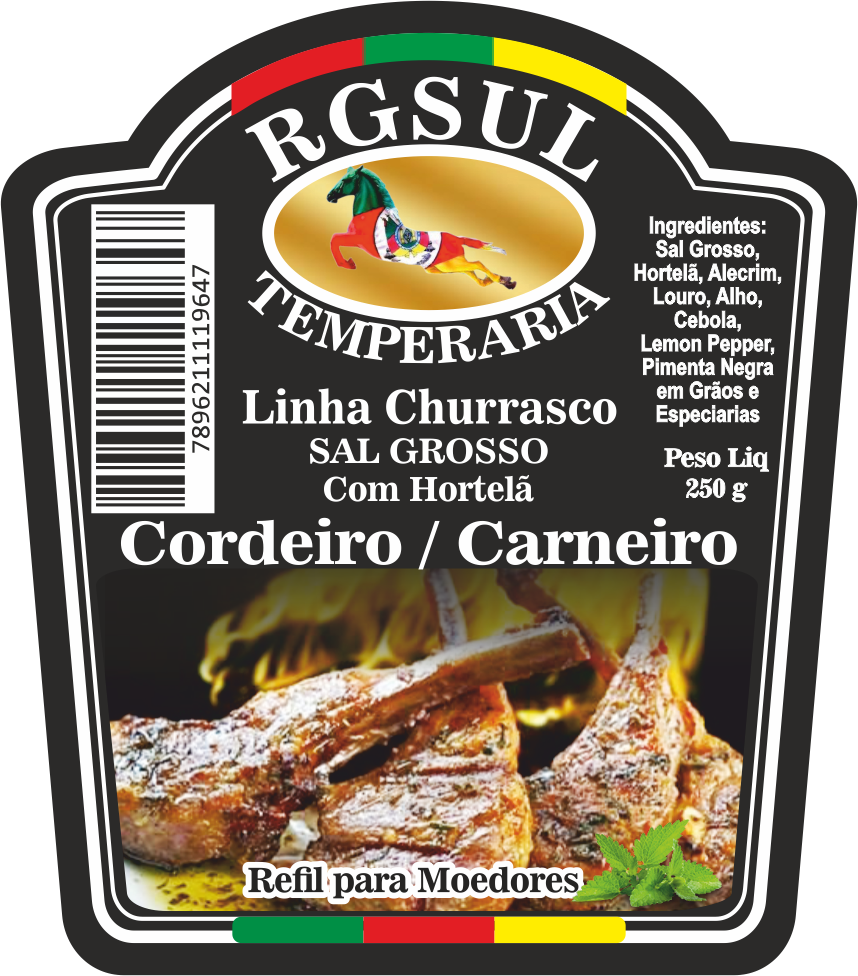 RGSUL
TEMPERARIA
7896211119647
Ingredientes:
Sal Grosso,
Hortelã, Alecrim,
Louro, Alho,
Cebola,
Lemon Pepper,
Pimenta Negra
em Grãos e
Especiarias
Peso Liq
250 g
Linha Churrasco
SAL GROSSO
Com Hortelã
Cordeiro / Carneiro
Refil para Moedores